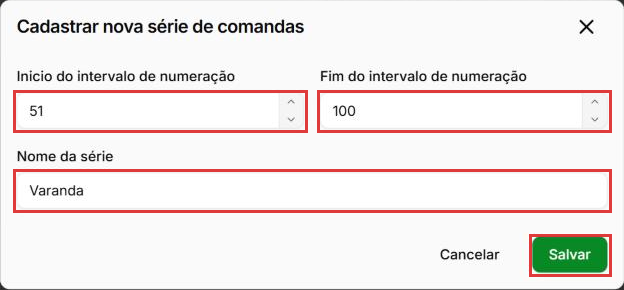 Cadastrar nova série de comandas
Inicio do intervalo de numeração
Fim do intervalo de numeração
51
100
Nome da série
Varanda
Cancelar
Salvar